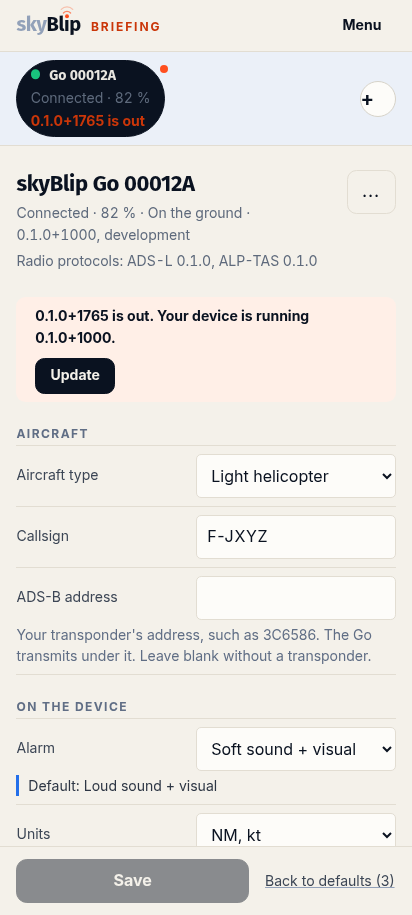 skyBlip BRIEFING
Menu
Go 00012A
Connected · 82 %
0.1.0+1765 is out
+
skyBlip Go 00012A
...
Connected · 82 % · On the ground ·
0.1.0+1000, development
Radio protocols: ADS-L 0.1.0, ALP-TAS 0.1.0
0.1.0+1765 is out. Your device is running
0.1.0+1000.
Update
AIRCRAFT
Aircraft type
Light helicopter
Callsign
F-JXYZ
ADS-B address
Your transponder's address, such as 3C6586. The Go
transmits under it. Leave blank without a transponder.
ON THE DEVICE
Alarm
Soft sound + visual
Default: Loud sound + visual
Units
NM, kt
Save
Back to defaults (3)